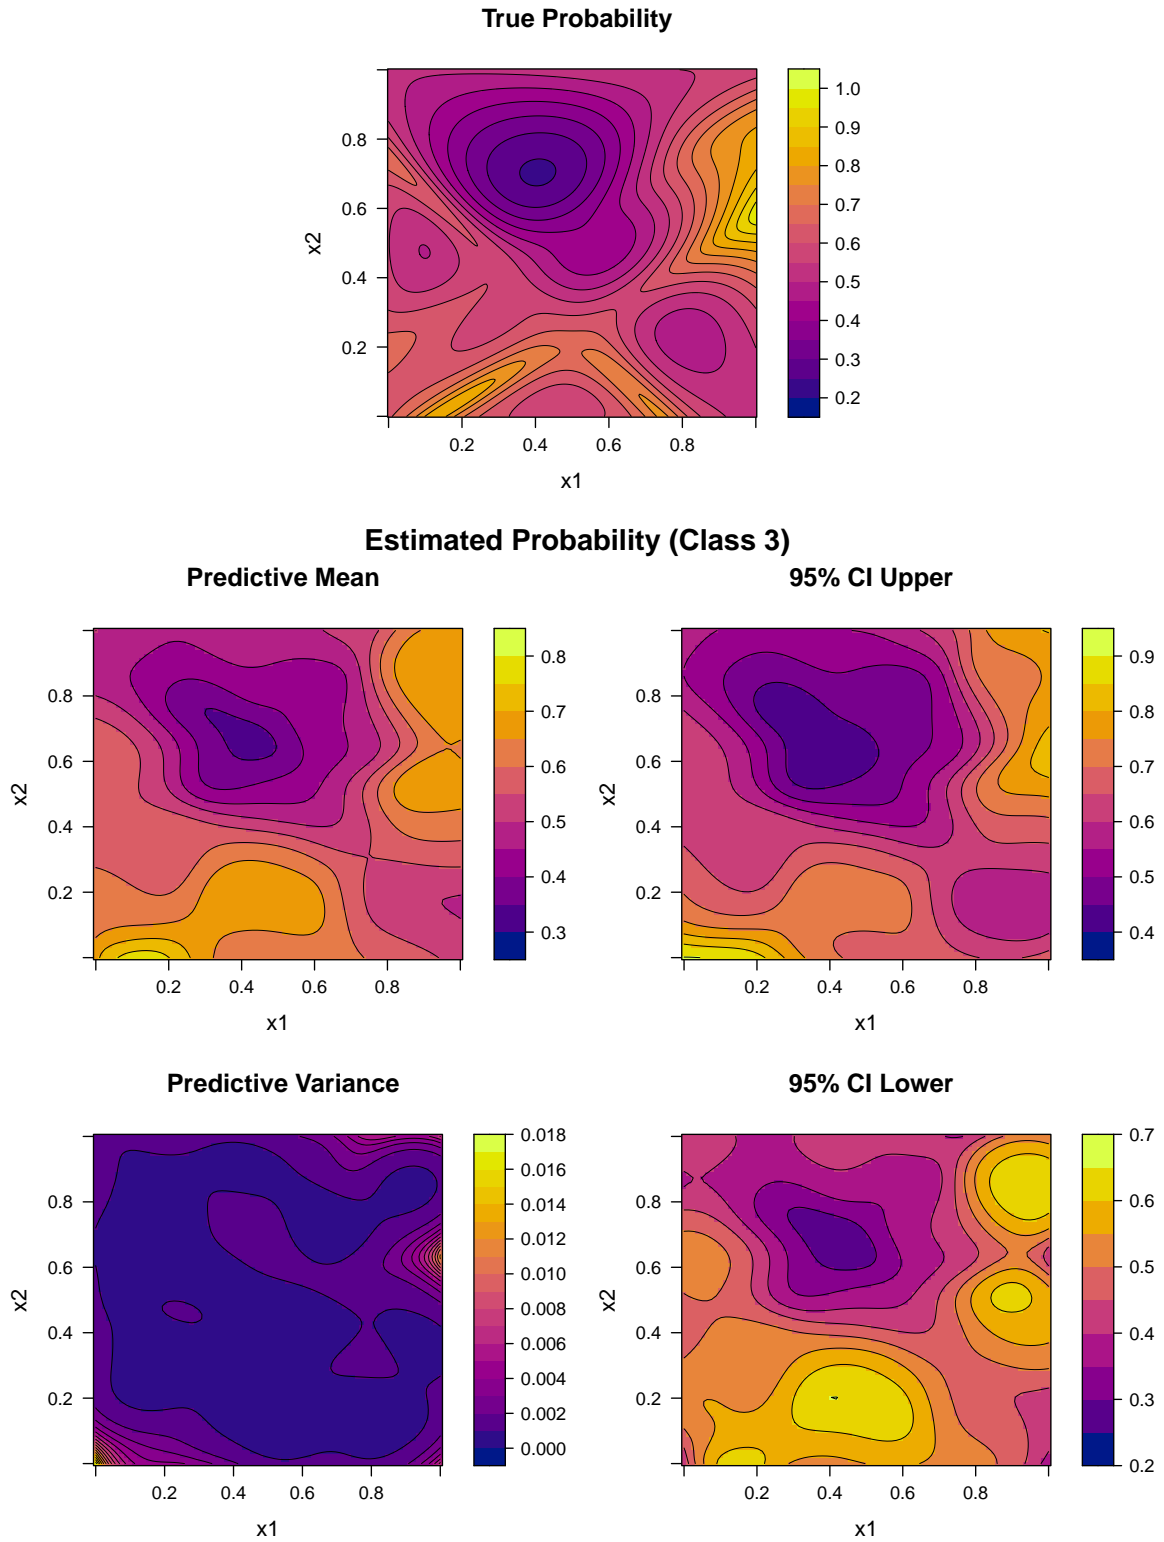 True Probability
x2
0.8
0.6
0.4
0.2
1.0
0.9
0.8
0.7
0.6
0.5
0.4
0.3
0.2
0.2 0.4 0.6 0.8
x1
Estimated Probability (Class 3)
Predictive Mean
x2
0.8
0.6
0.4
0.2
0.8
0.7
0.6
0.5
0.4
0.3
0.2 0.4 0.6 0.8
x1
95% CI Upper
x2
0.8
0.6
0.4
0.2
0.9
0.8
0.7
0.6
0.5
0.4
0.2 0.4 0.6 0.8
x1
Predictive Variance
x2
0.8
0.6
0.4
0.2
0.018
0.016
0.014
0.012
0.010
0.008
0.006
0.004
0.002
0.000
0.2 0.4 0.6 0.8
x1
95% CI Lower
x2
0.8
0.6
0.4
0.2
0.7
0.6
0.5
0.4
0.3
0.2
0.2 0.4 0.6 0.8
x1